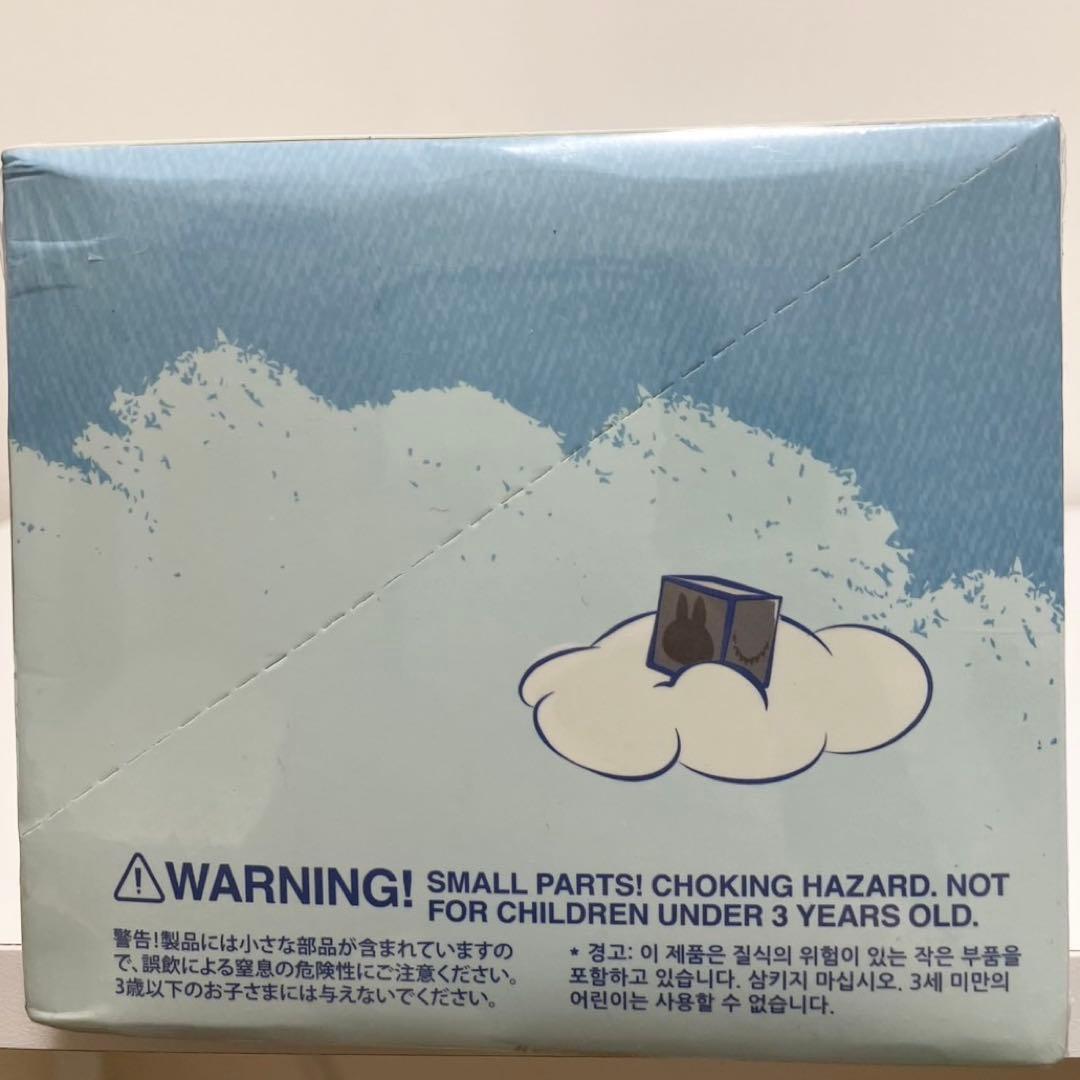 WARNING! SMALL PARTS! CHOKING HAZARD. NOT
FOR CHILDREN UNDER 3 YEARS OLD.
警告!製品には小さな部品が含まれていますの
で、誤飲による窒息の危険性にご注意ください。
3歳以下のお子さまには与えないでください。
* 경고: 이 제품은 질식의 위험이 있는 작은 부품을
포함하고 있습니다. 삼키지 마십시오. 3세 미만의
어린이는 사용할 수 없습니다.